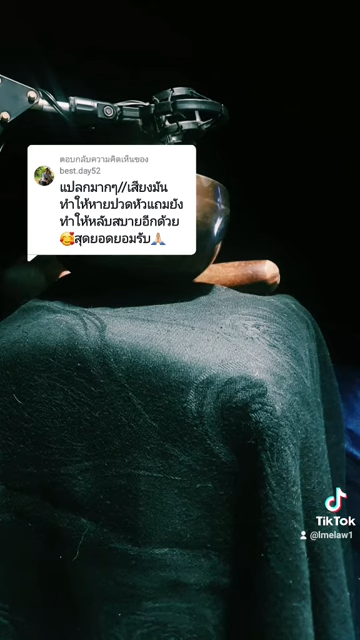 ตอบกลับความคิดเห็นของ
best.day52
แปลกมากๆ//เสียงมัน
ทำให้หายปวดหัวแถมยัง
ทำให้หลับสบายอีกด้วย
🥰สุดยอดยอมรับ🙏🏼
TikTok
@lmelaw1